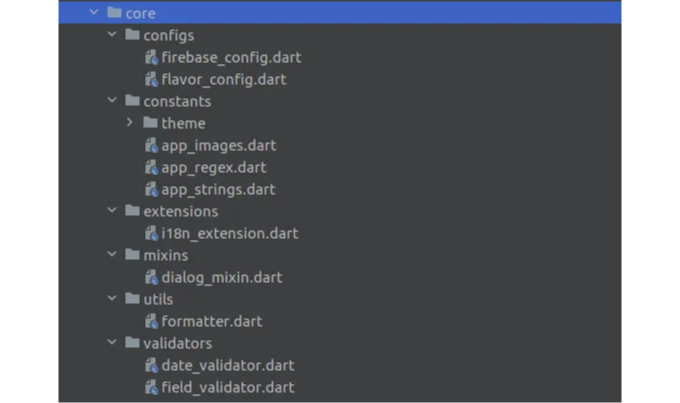 core
configs
firebase_config.dart
flavor_config.dart
constants
theme
app_images.dart
app_regex.dart
app_strings.dart
extensions
i18n_extension.dart
mixins
dialog_mixin.dart
utils
formatter.dart
validators
date_validator.dart
field_validator.dart